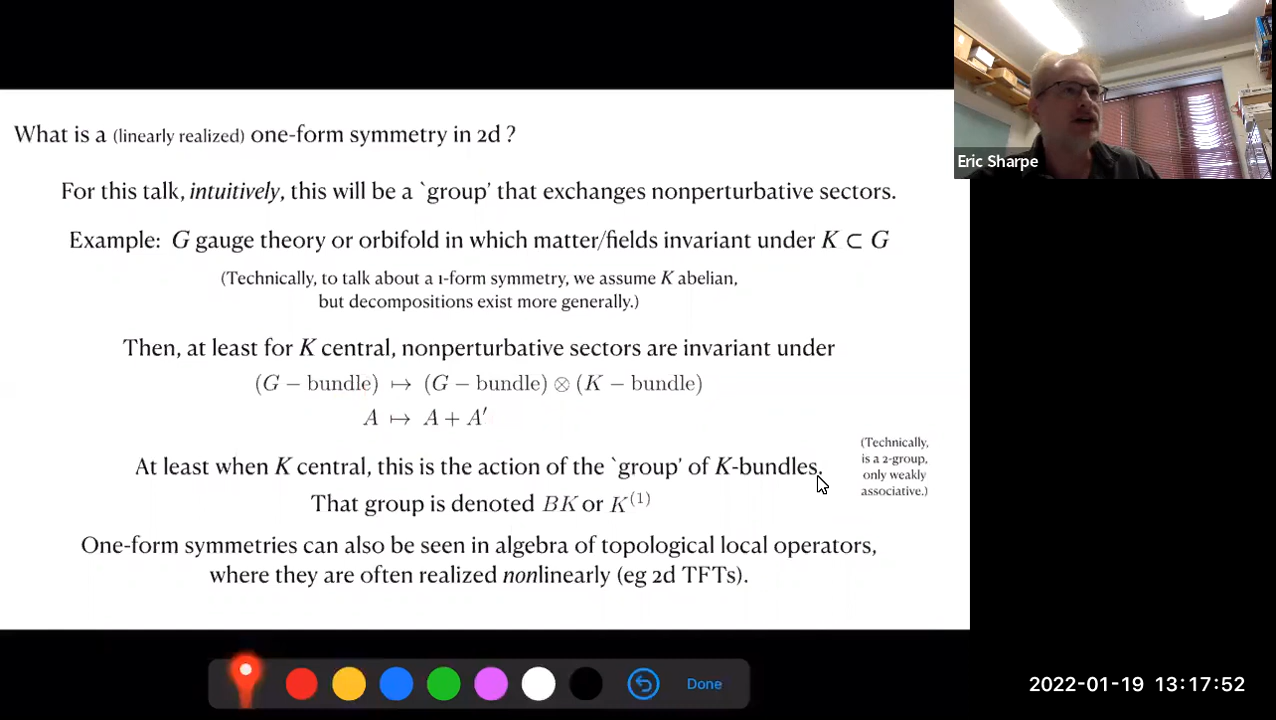 What is a (linearly realized) one-form symmetry in 2d ?
For this talk, intuitively, this will be a `group' that exchanges nonperturbative sectors.
Example: G gauge theory or orbifold in which matter/fields invariant under K ⊂ G
(Technically, to talk about a 1-form symmetry, we assume K abelian,
but decompositions exist more generally.)
Then, at least for K central, nonperturbative sectors are invariant under
(G − bundle) ↦ (G − bundle) ⊗ (K − bundle)
A ↦ A + A′
At least when K central, this is the action of the `group' of K-bundles.
(Technically,
is a 2-group,
only weakly
associative.)
That group is denoted BK or K⁽¹⁾
One-form symmetries can also be seen in algebra of topological local operators,
where they are often realized nonlinearly (eg 2d TFTs).
Eric Sharpe
Done
2022-01-19 13:17:52